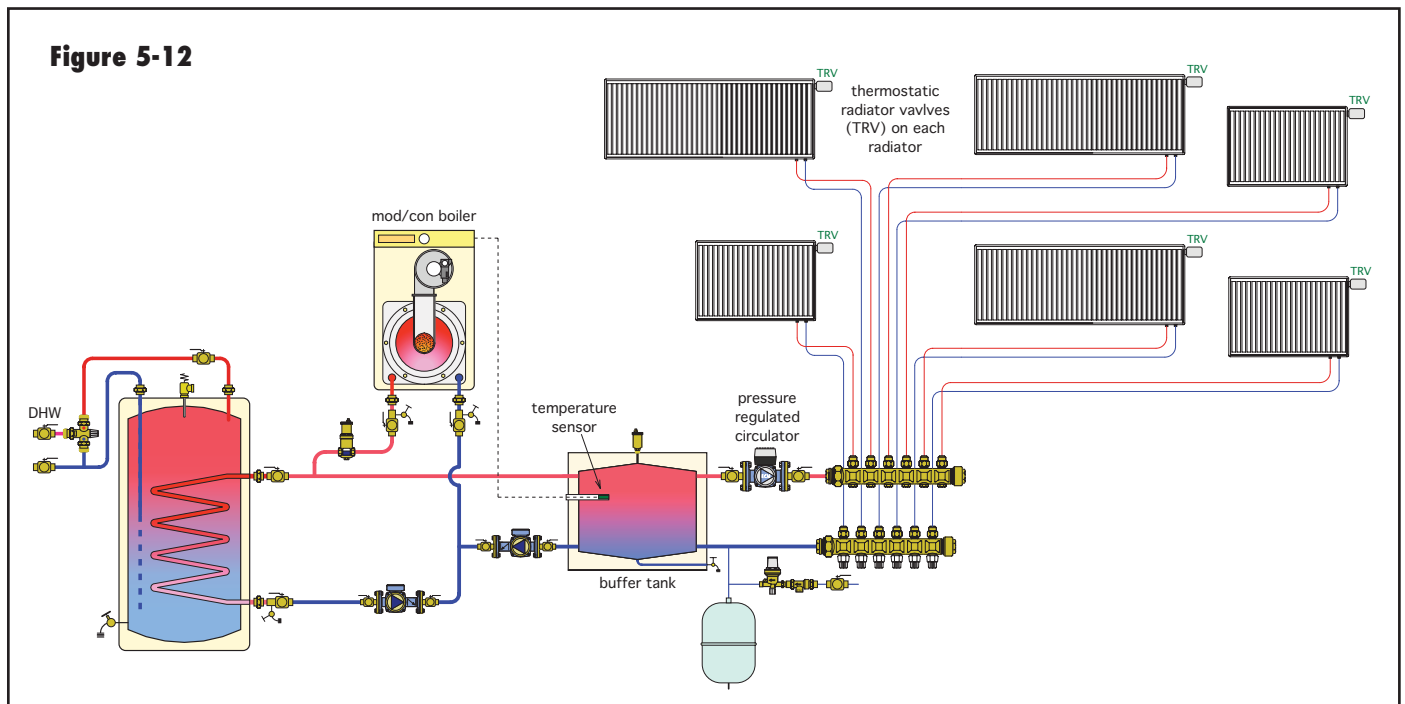 Figure 5-12
TRV
thermostatic
radiator vavlves
(TRV) on each
radiator
TRV
TRV
mod/con boiler
TRV
TRV
TRV
DHW
temperature
sensor
pressure
regulated
circulator
buffer tank